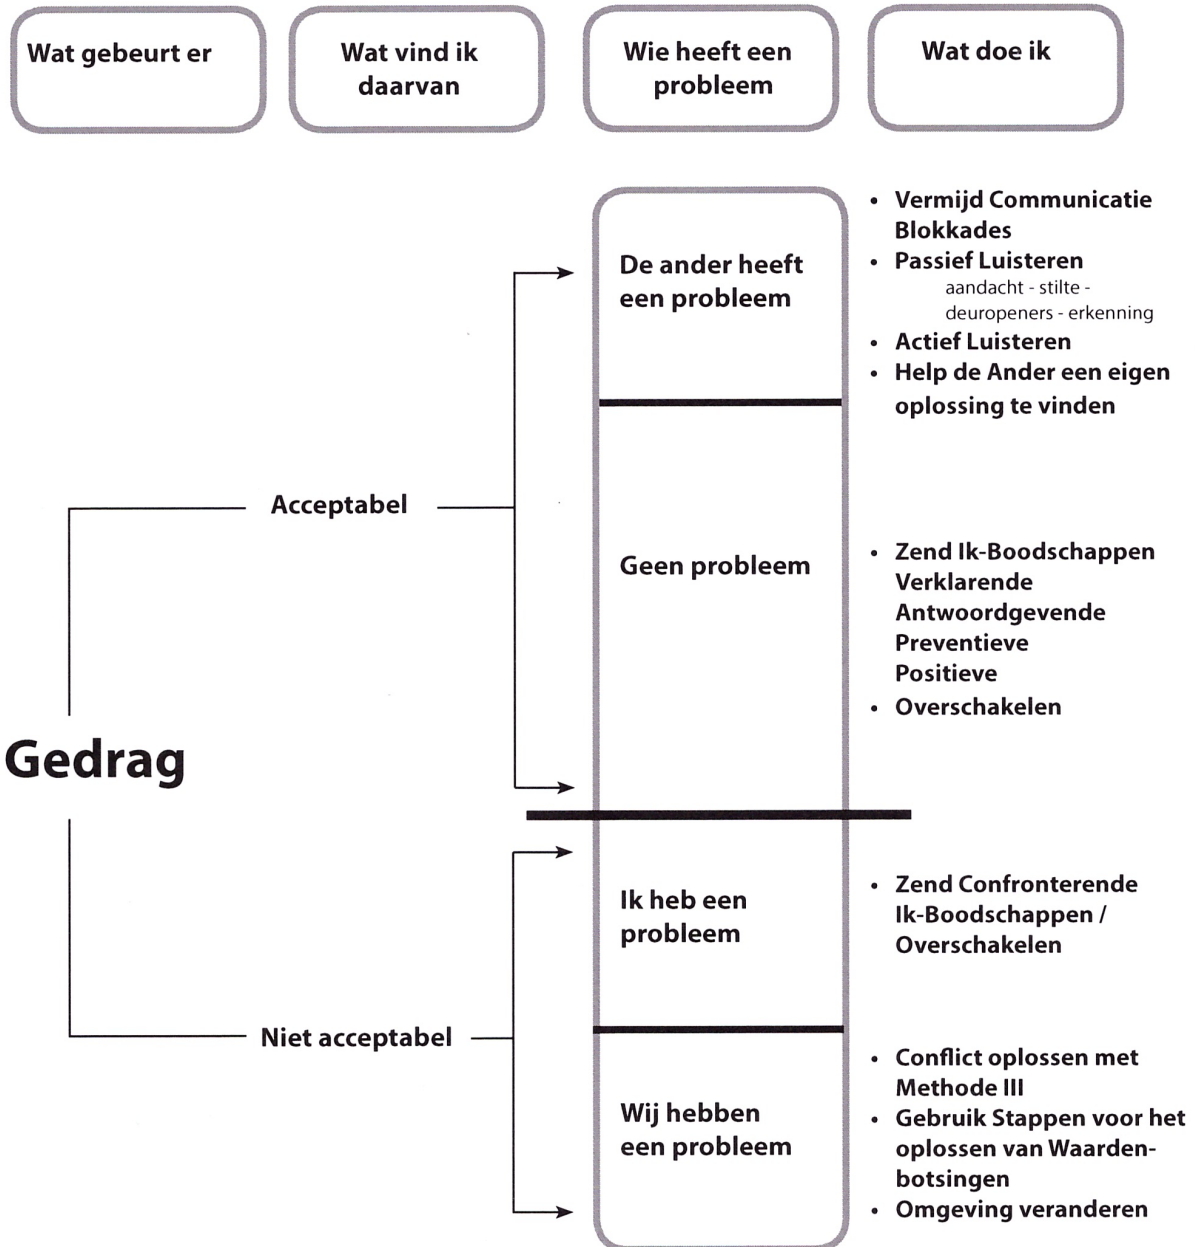 Wat gebeurt er
Wat vind ik
daarvan
Wie heeft een
probleem
Wat doe ik
De ander heeft
een probleem
• Vermijd Communicatie
Blokkades
• Passief Luisteren
aandacht - stilte -
deuropeners - erkenning
• Actief Luisteren
• Help de Ander een eigen
oplossing te vinden
Acceptabel
Geen probleem
• Zend Ik-Boodschappen
Verklarende
Antwoordgevende
Preventieve
Positieve
• Overschakelen
Gedrag
Ik heb een
probleem
• Zend Confronterende
Ik-Boodschappen /
Overschakelen
Niet acceptabel
Wij hebben
een probleem
• Conflict oplossen met
Methode III
• Gebruik Stappen voor het
oplossen van Waarden-
botsingen
• Omgeving veranderen